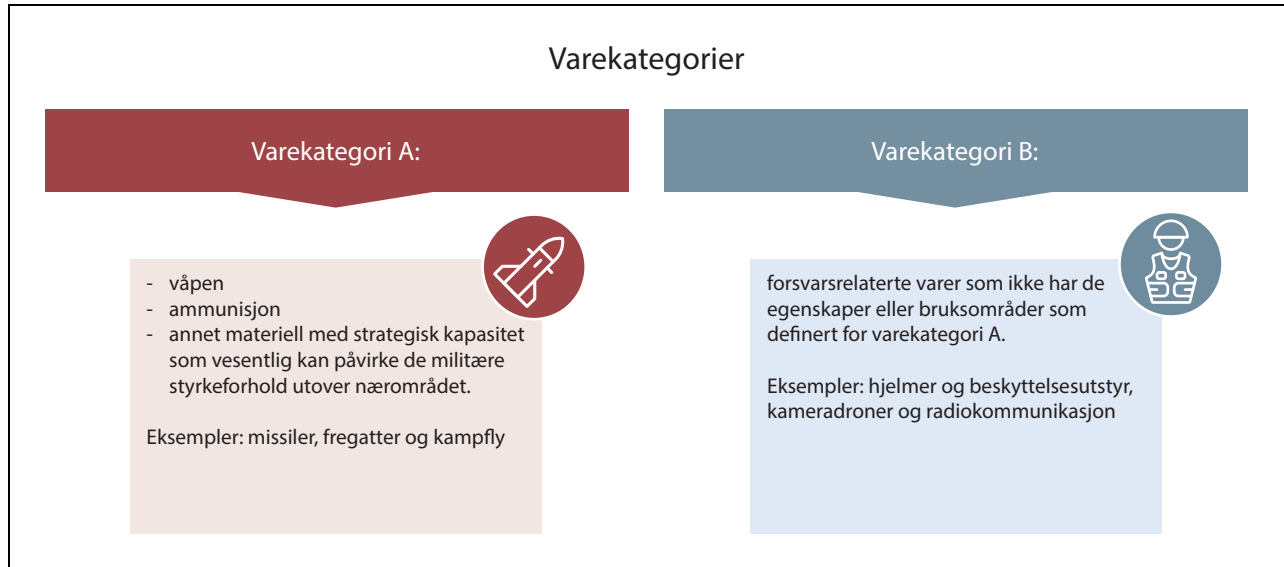 Varekategorier
Varekategori A:
- våpen
- ammunisjon
- annet materiell med strategisk kapasitet
som vesentlig kan påvirke de militære
styrkeforhold utover nærområdet.
Eksempler: missiler, fregatter og kampfly
Varekategori B:
forsvarsrelaterte varer som ikke har de
egenskaper eller bruksområder som
definert for varekategori A.
Eksempler: hjelmer og beskyttelsesutstyr,
kameradroner og radiokommunikasjon